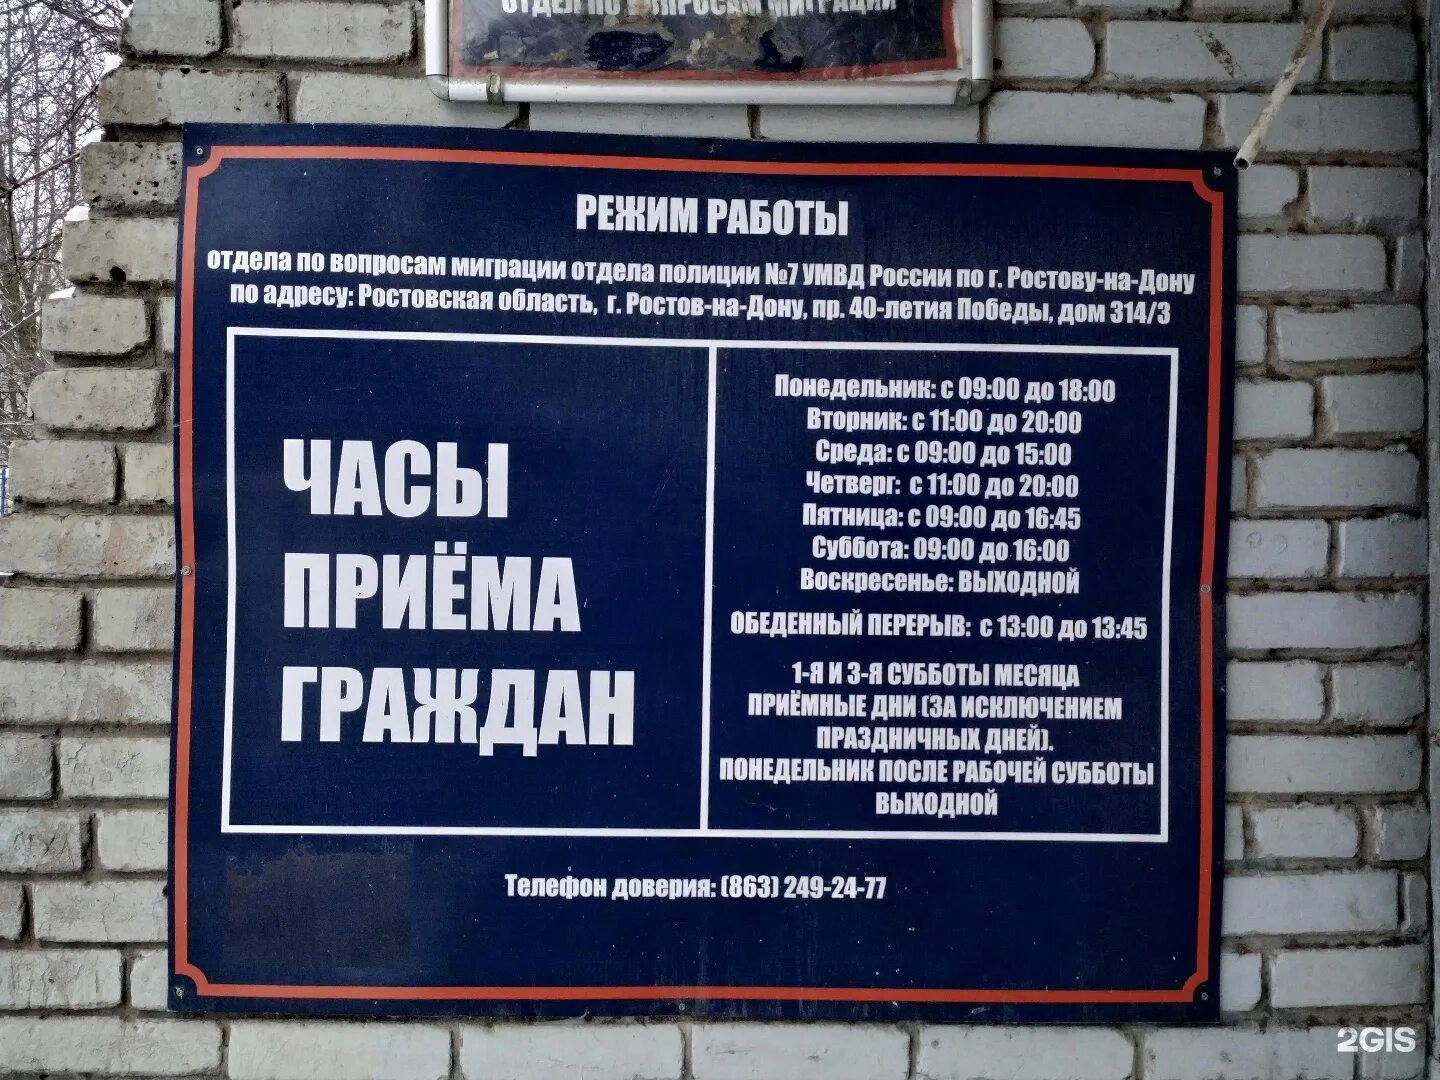 ОТДЕЛ ПО ВОПРОСАМ МИГРАЦИИ
РЕЖИМ РАБОТЫ
отдела по вопросам миграции отдела полиции №7 УМВД России по г. Ростову-на-Дону
по адресу: Ростовская область, г. Ростов-на-Дону, пр. 40-летия Победы, дом 314/3
ЧАСЫ
ПРИЁМА
ГРАЖДАН
Понедельник: с 09:00 до 18:00
Вторник: с 11:00 до 20:00
Среда: с 09:00 до 15:00
Четверг: с 11:00 до 20:00
Пятница: с 09:00 до 16:45
Суббота: 09:00 до 16:00
Воскресенье: ВЫХОДНОЙ
ОБЕДЕННЫЙ ПЕРЕРЫВ: с 13:00 до 13:45
1-Я И 3-Я СУББОТЫ МЕСЯЦА
ПРИЁМНЫЕ ДНИ (ЗА ИСКЛЮЧЕНИЕМ
ПРАЗДНИЧНЫХ ДНЕЙ).
ПОНЕДЕЛЬНИК ПОСЛЕ РАБОЧЕЙ СУББОТЫ
ВЫХОДНОЙ
Телефон доверия: (863) 249-24-77
2GIS